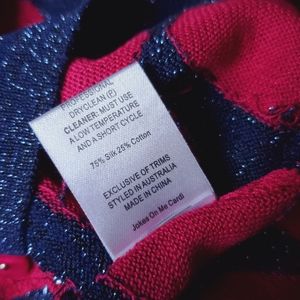 PROFESSIONAL
DRYCLEAN (P)
CLEANER: MUST USE
A LOW TEMPERATURE
AND A SHORT CYCLE
75% Silk 25% Cotton
EXCLUSIVE OF TRIMS
STYLED IN AUSTRALIA
MADE IN CHINA
Jokes On Me Cardi